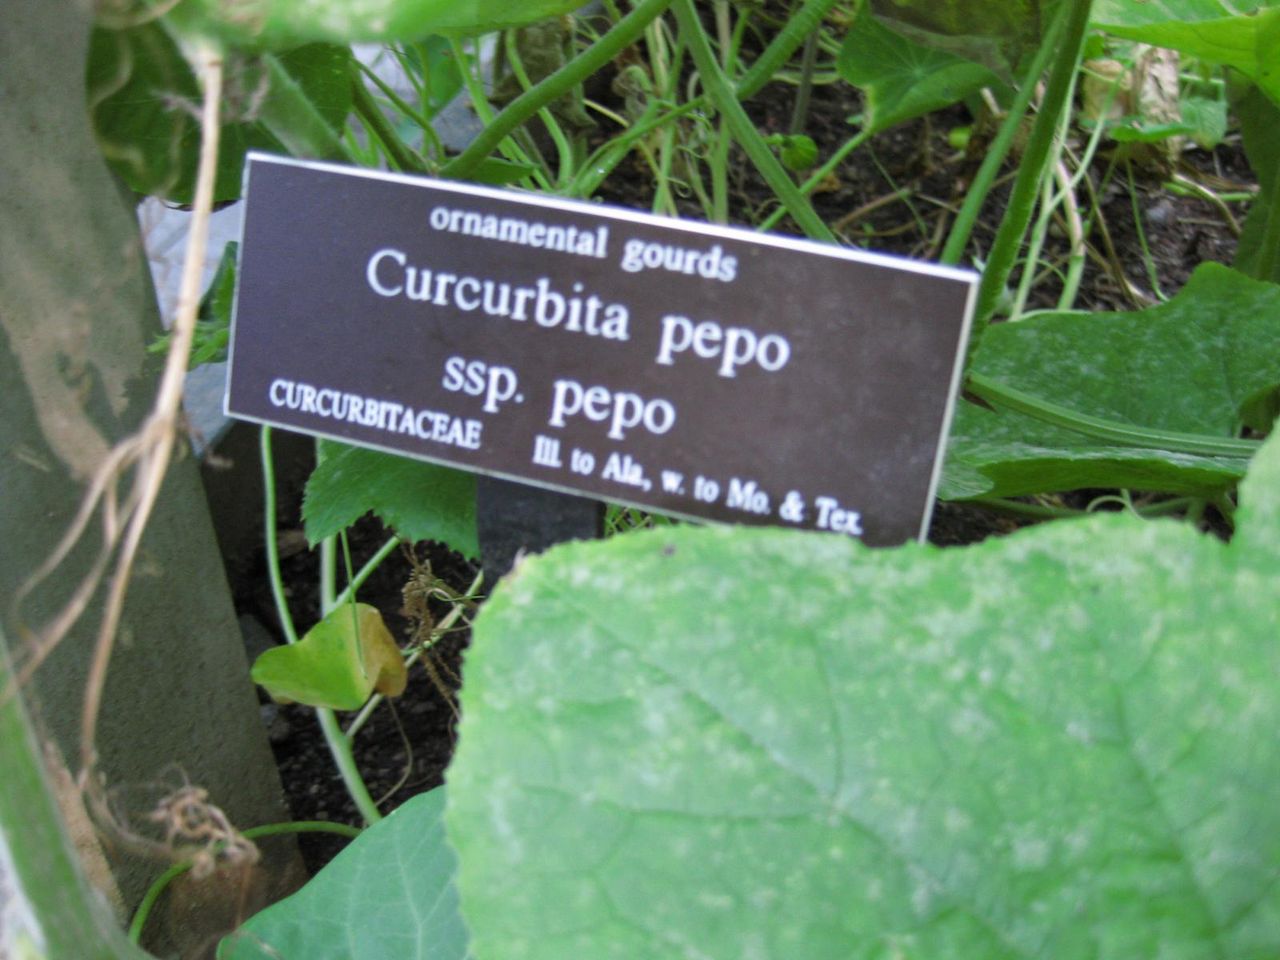 ornamental gourds
Curcurbita pepo
ssp. pepo
CURCURBITACEAE
Ill. to Ala, w. to Mo. & Tex.